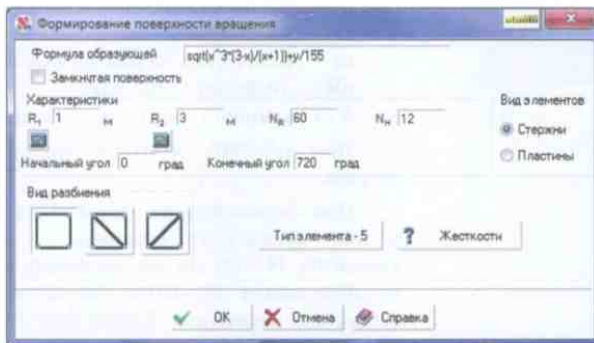 Формирование поверхности вращения
Формула образующей sqrt(x^3*(3-x)/(x+1))+y/155
Замкнутая поверхность
Характеристики
Вид элементов
R₁ 1 м R₂ 3 м Nʀ 60 Nн 12
Стержни
Начальный угол 0 град Конечный угол 720 град
Пластины
Вид разбиения
Тип элемента - 5 ? Жесткости
OK Отмена Справка